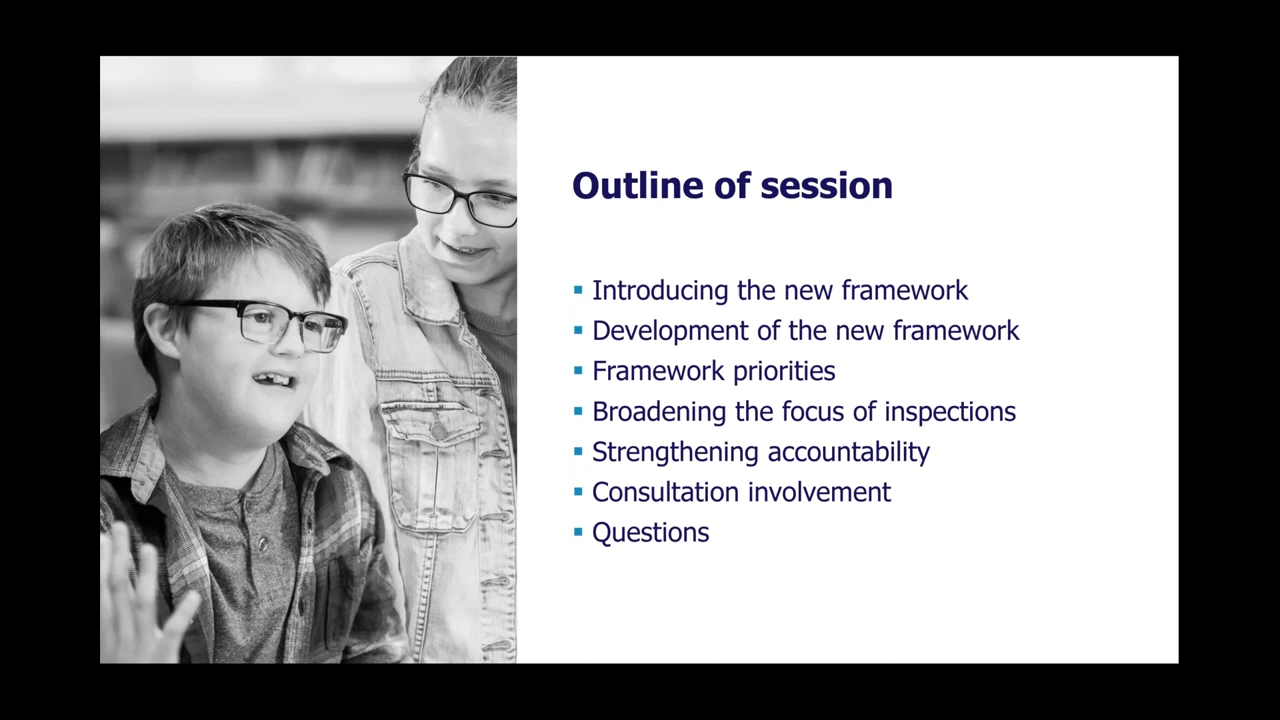 Outline of session
Introducing the new framework
Development of the new framework
Framework priorities
Broadening the focus of inspections
Strengthening accountability
Consultation involvement
Questions